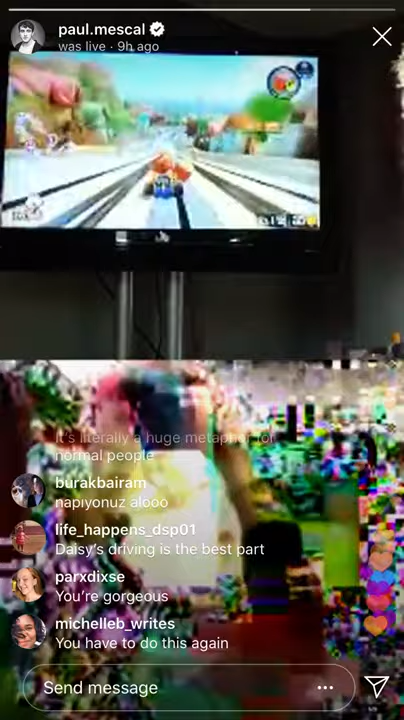 paul.mescal
was live · 9h ago
It's literally a huge metaphor for
normal people
burakbairam
napıyonuz alooo
life_happens_dsp01
Daisy's driving is the best part
parxdixse
You're gorgeous
michelleb_writes
You have to do this again
Send message